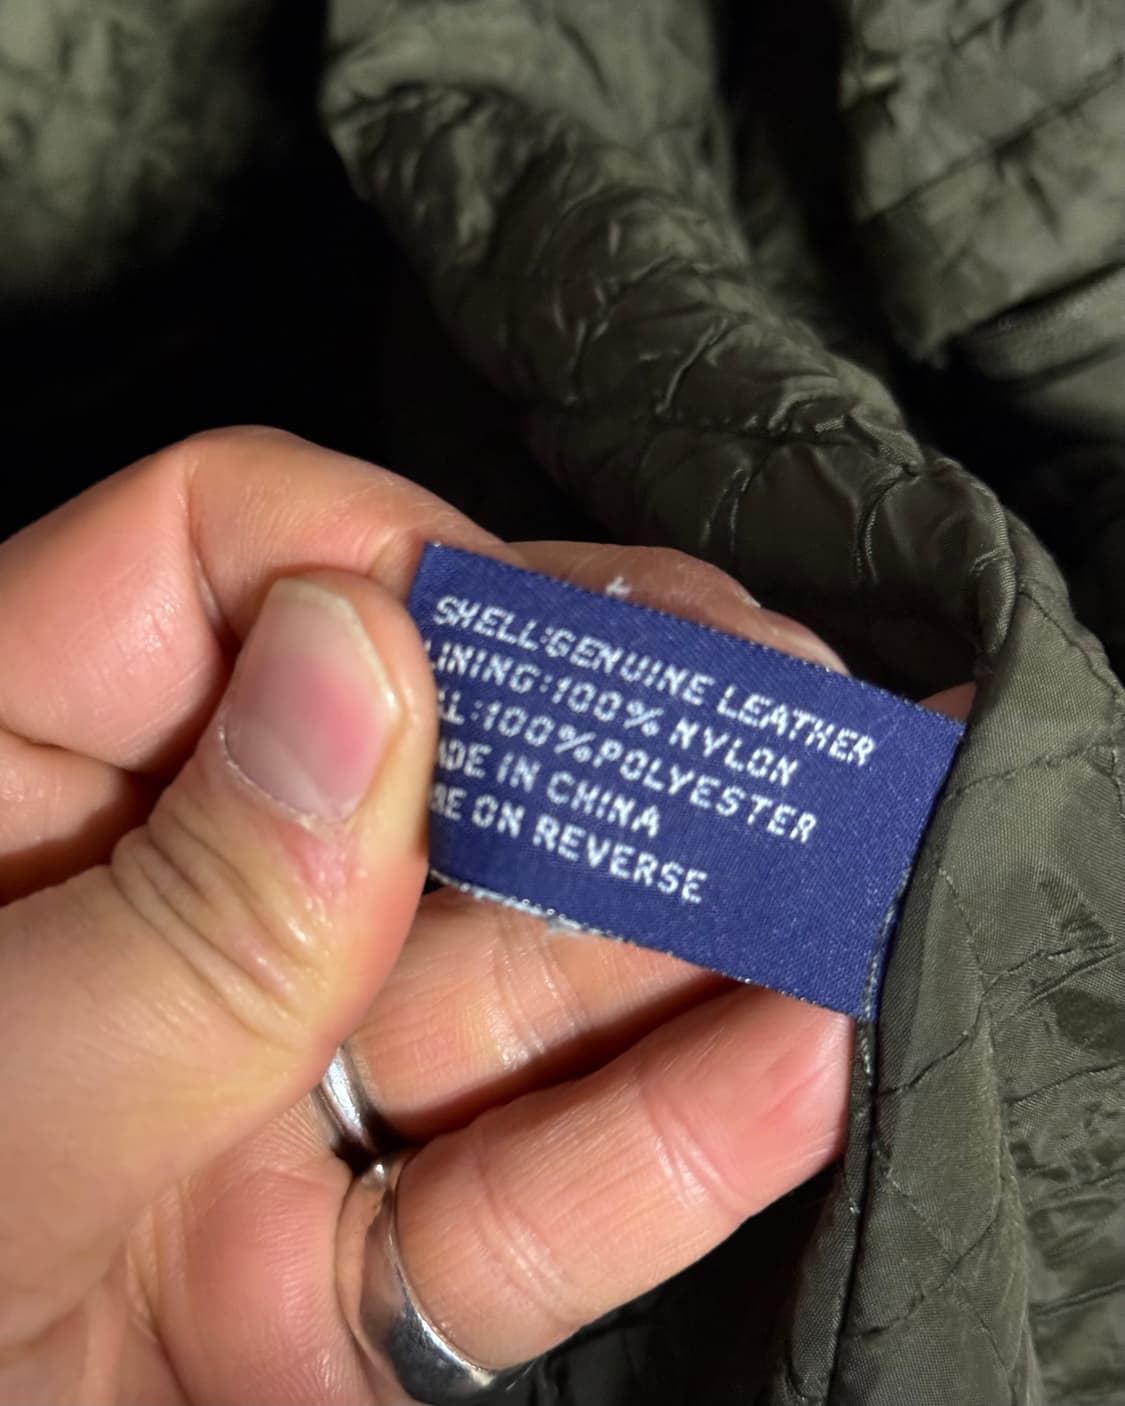 SHELL:GENUINE LEATHER
LINING:100% NYLON
:100%POLYESTER
ADE IN CHINA
RE ON REVERSE